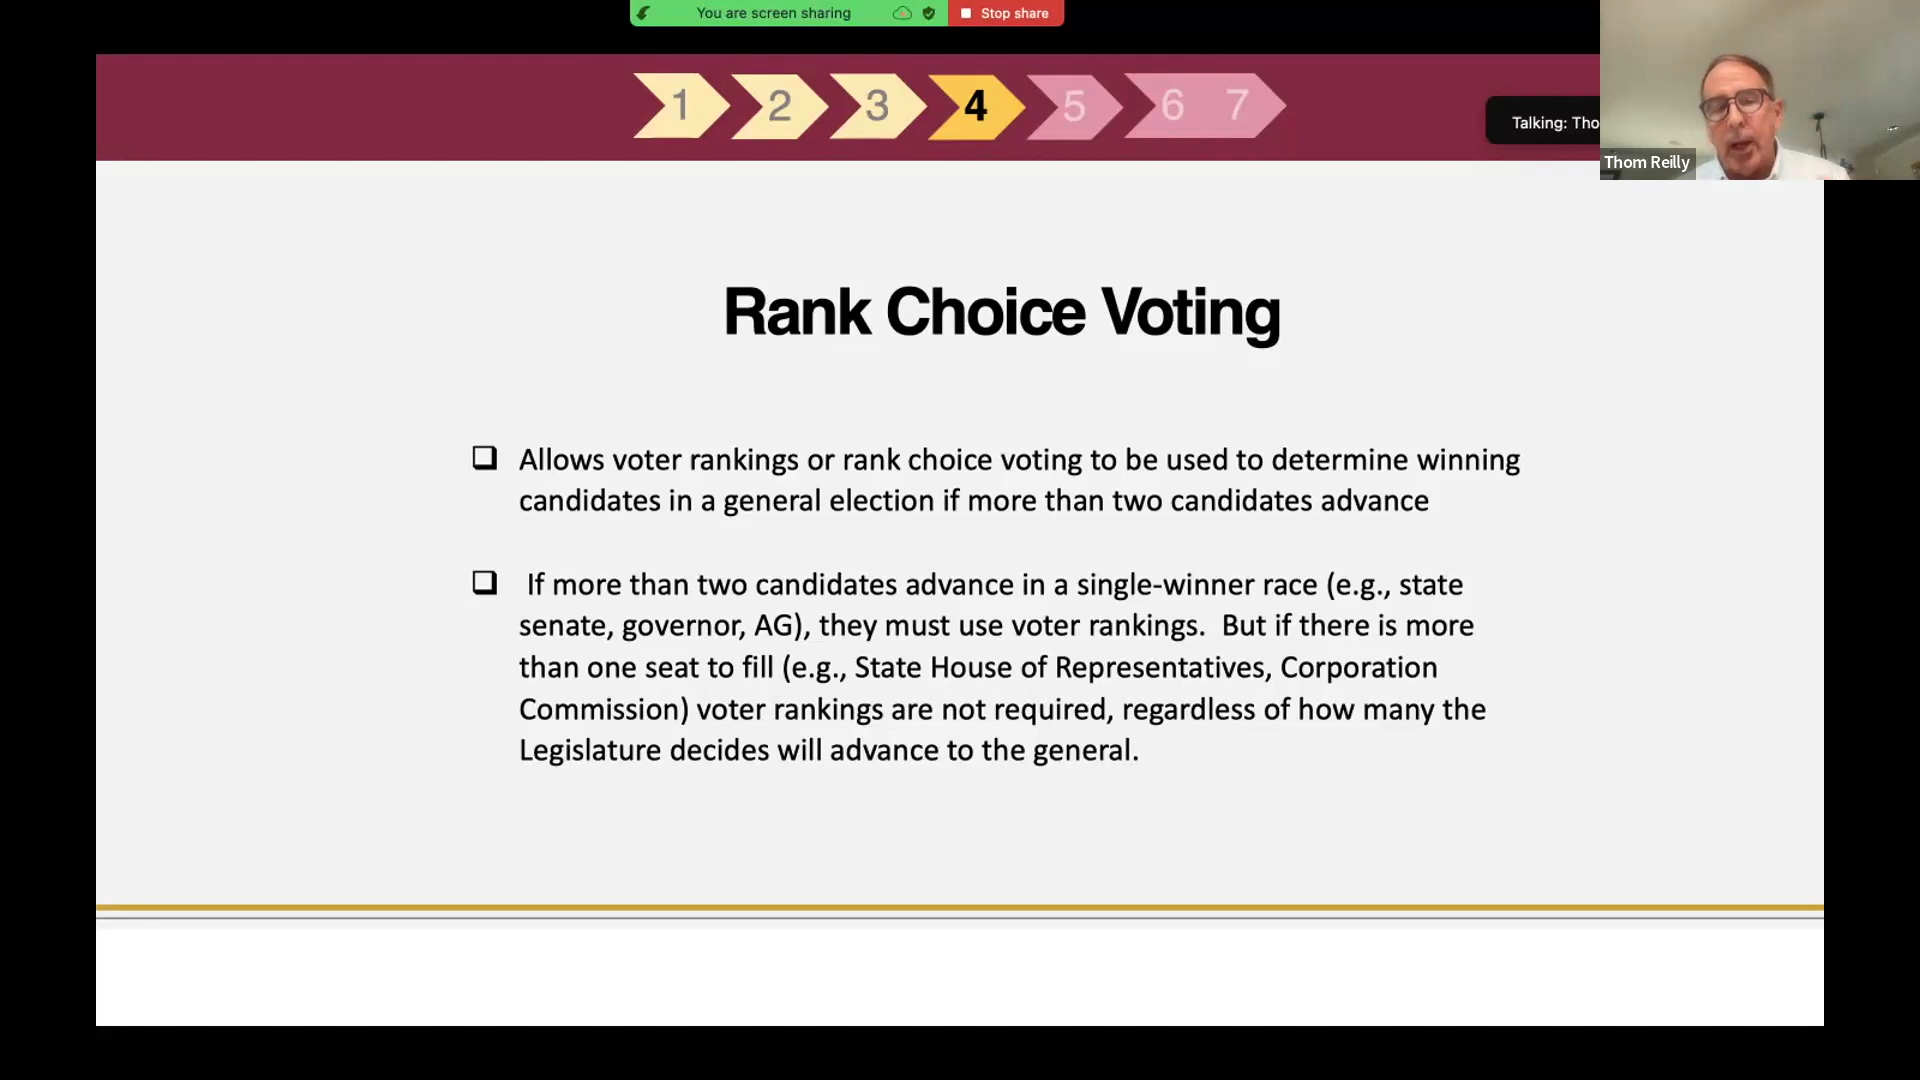 You are screen sharing
Stop share
1 2 3 4 5 6 7
Talking: Tho
Thom Reilly
Rank Choice Voting
Allows voter rankings or rank choice voting to be used to determine winning
candidates in a general election if more than two candidates advance
If more than two candidates advance in a single-winner race (e.g., state
senate, governor, AG), they must use voter rankings.  But if there is more
than one seat to fill (e.g., State House of Representatives, Corporation
Commission) voter rankings are not required, regardless of how many the
Legislature decides will advance to the general.